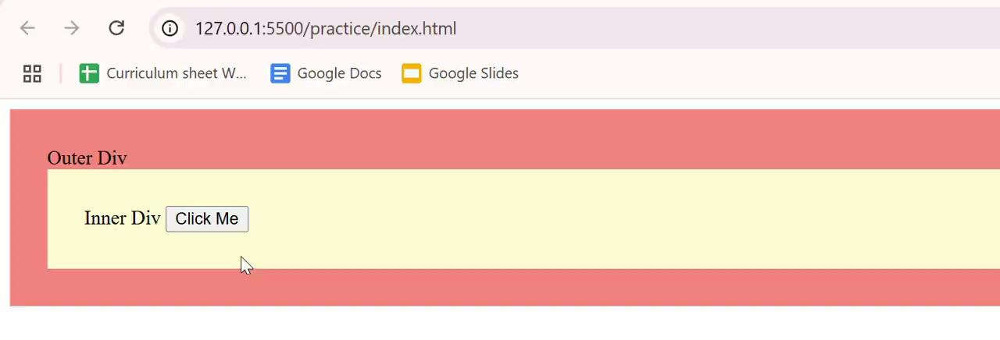 127.0.0.1:5500/practice/index.html
Curriculum sheet W... Google Docs Google Slides
Outer Div
Inner Div Click Me